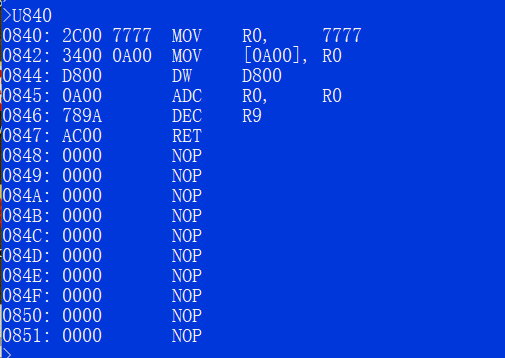 >U840
0840: 2C00 7777 MOV R0, 7777
0842: 3400 0A00 MOV [0A00], R0
0844: D800 DW D800
0845: 0A00 ADC R0, R0
0846: 789A DEC R9
0847: AC00 RET
0848: 0000 NOP
0849: 0000 NOP
084A: 0000 NOP
084B: 0000 NOP
084C: 0000 NOP
084D: 0000 NOP
084E: 0000 NOP
084F: 0000 NOP
0850: 0000 NOP
0851: 0000 NOP
>